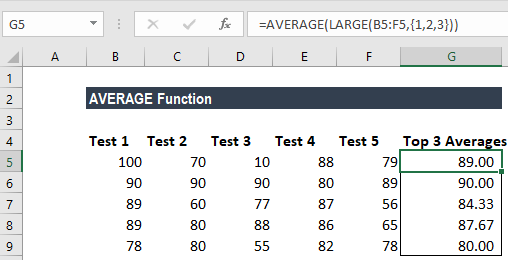 G5 fx =AVERAGE(LARGE(B5:F5,{1,2,3}))
A B C D E F G
1
2 AVERAGE Function
3
4 Test 1 Test 2 Test 3 Test 4 Test 5 Top 3 Averages
5 100 70 10 88 79 89.00
6 90 90 90 80 89 90.00
7 89 60 77 87 56 84.33
8 89 80 88 86 65 87.67
9 78 80 55 82 78 80.00